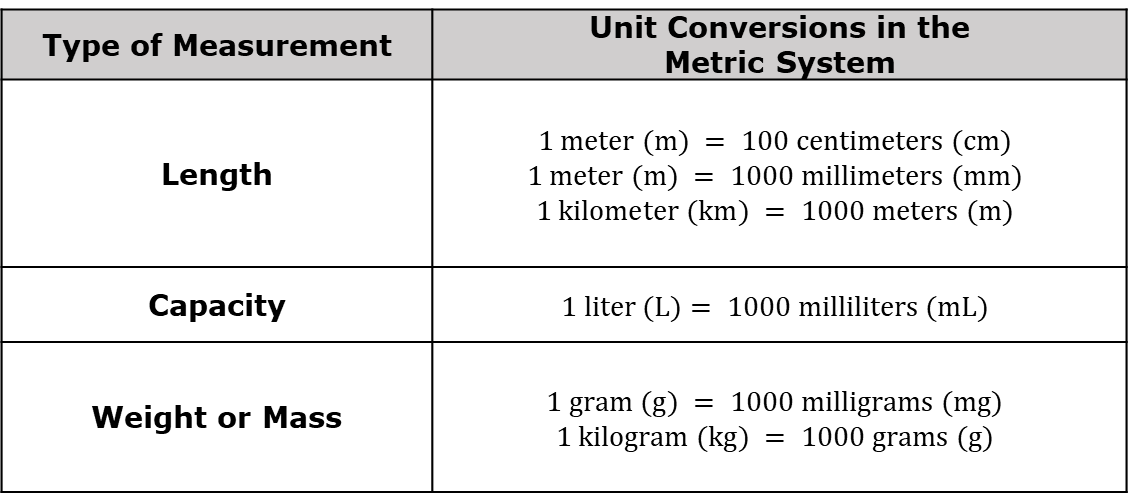 Type of Measurement
Unit Conversions in the
Metric System
Length
1 meter (m) = 100 centimeters (cm)
1 meter (m) = 1000 millimeters (mm)
1 kilometer (km) = 1000 meters (m)
Capacity
1 liter (L) = 1000 milliliters (mL)
Weight or Mass
1 gram (g) = 1000 milligrams (mg)
1 kilogram (kg) = 1000 grams (g)